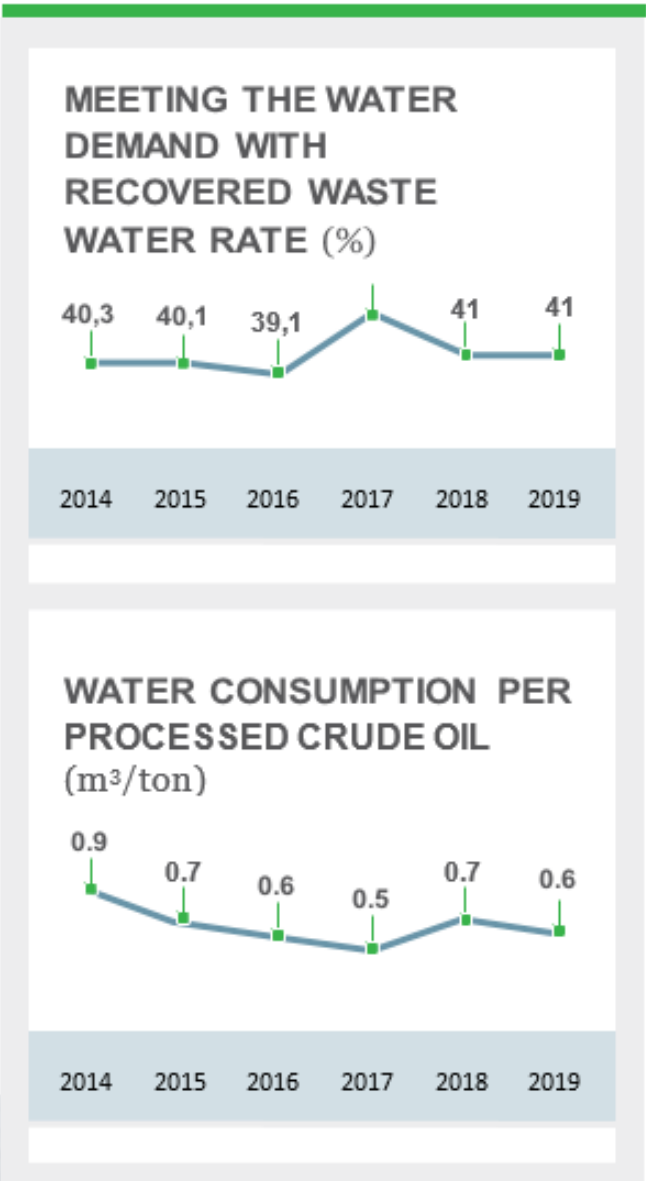 MEETING THE WATER
DEMAND WITH
RECOVERED WASTE
WATER RATE (%)
40,3 40,1 39,1 41 41
2014 2015 2016 2017 2018 2019
WATER CONSUMPTION PER
PROCESSED CRUDE OIL
(m³/ton)
0.9 0.7 0.6 0.5 0.7 0.6
2014 2015 2016 2017 2018 2019